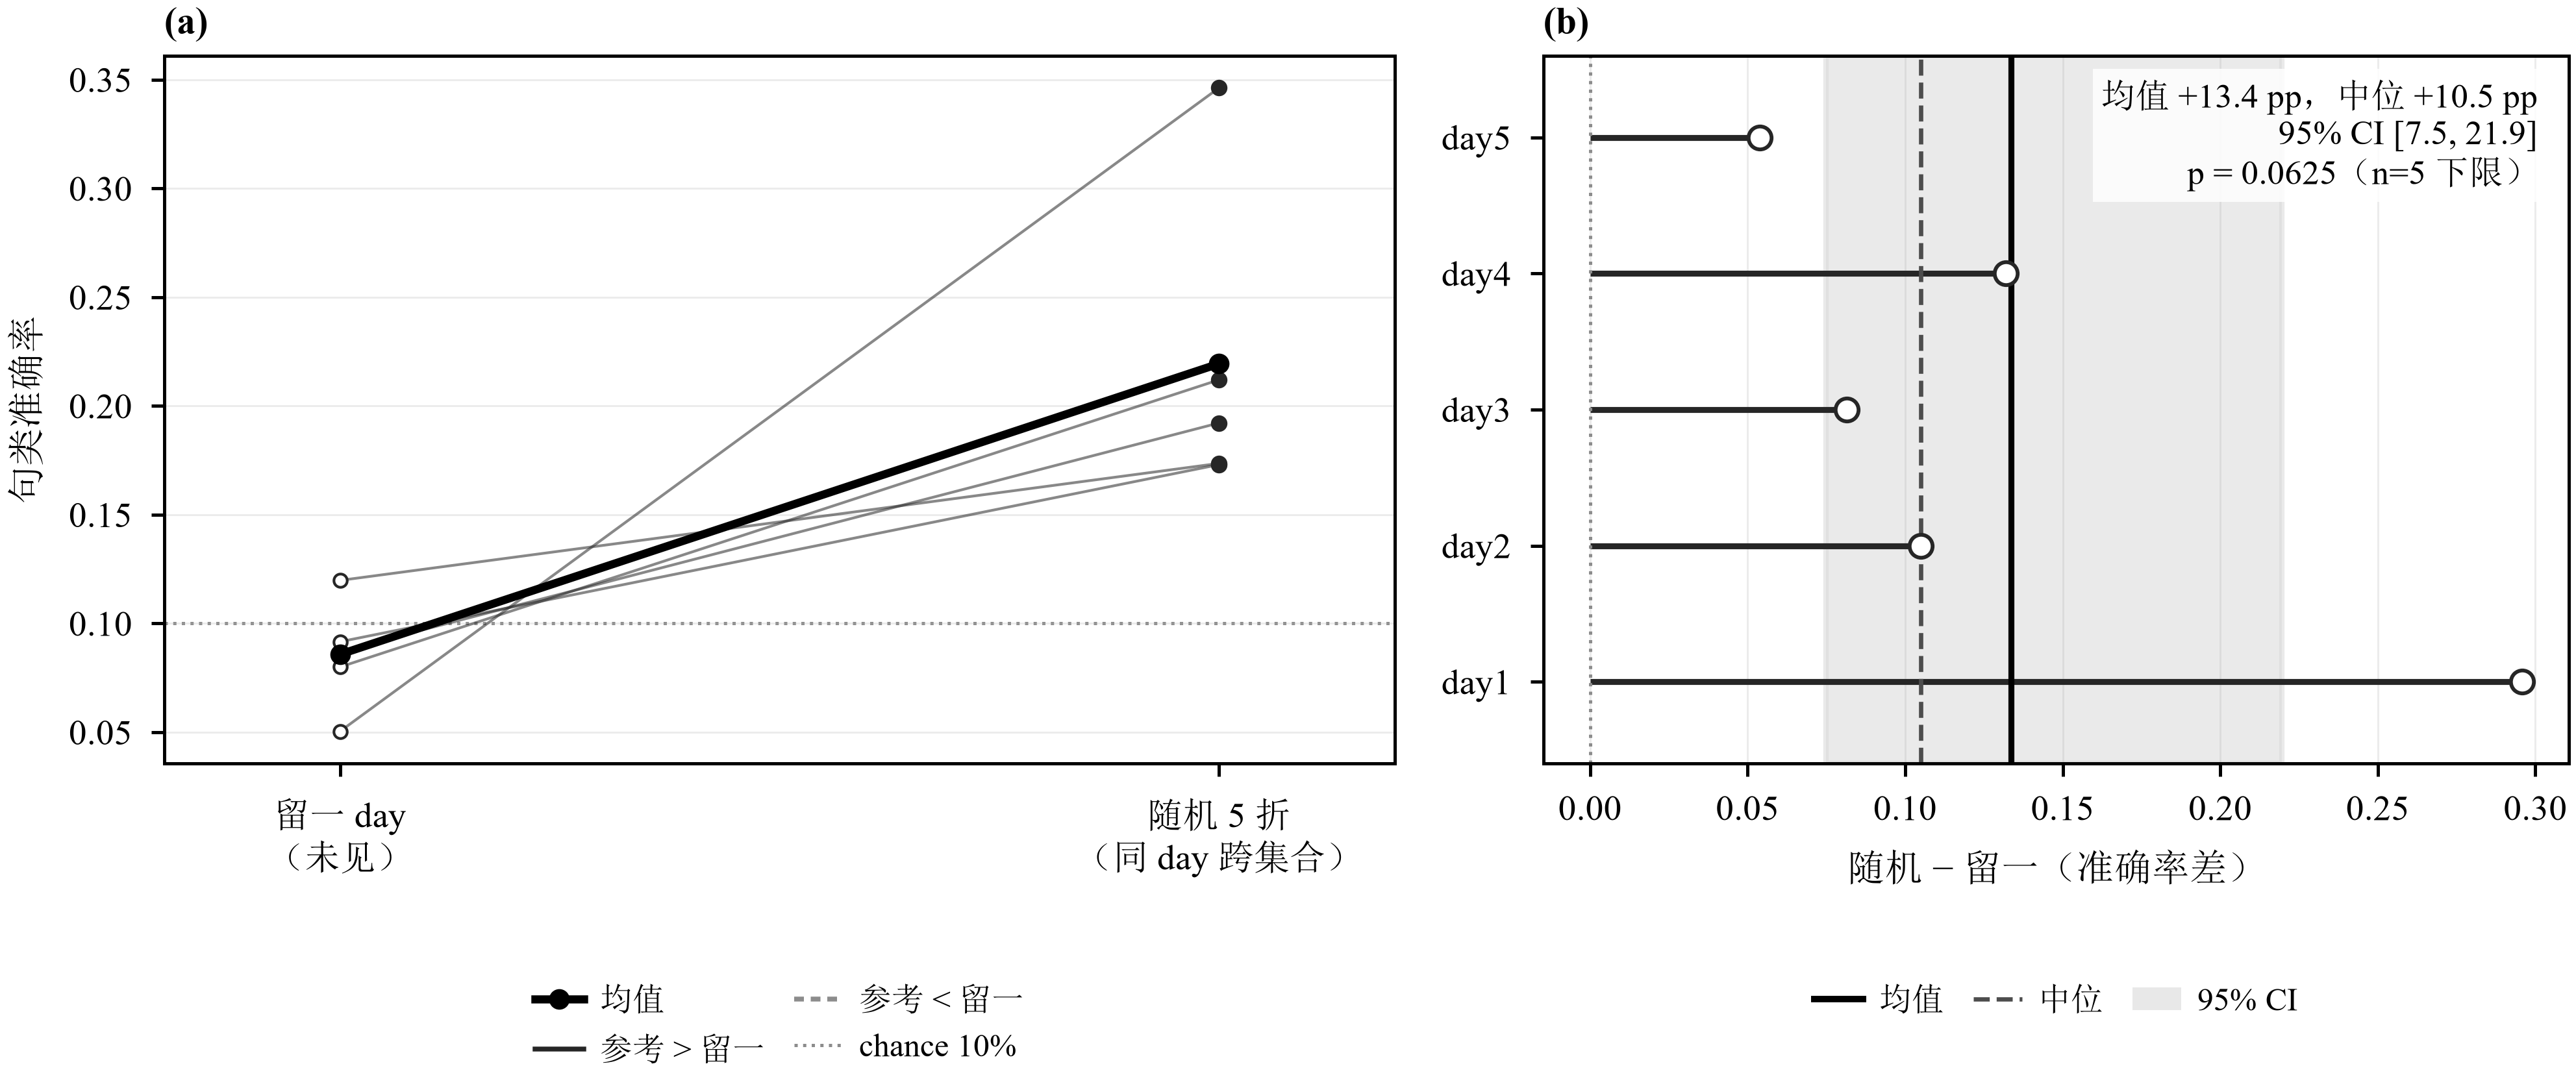 (a)
句类准确率
0.35
0.30
0.25
0.20
0.15
0.10
0.05
留一 day
（未见）
随机 5 折
（同 day 跨集合）
均值
参考 > 留一
参考 < 留一
chance 10%
(b)
均值 +13.4 pp，中位 +10.5 pp
95% CI [7.5, 21.9]
p = 0.0625（n=5 下限）
day5
day4
day3
day2
day1
0.00
0.05
0.10
0.15
0.20
0.25
0.30
随机 − 留一（准确率差）
均值
中位
95% CI